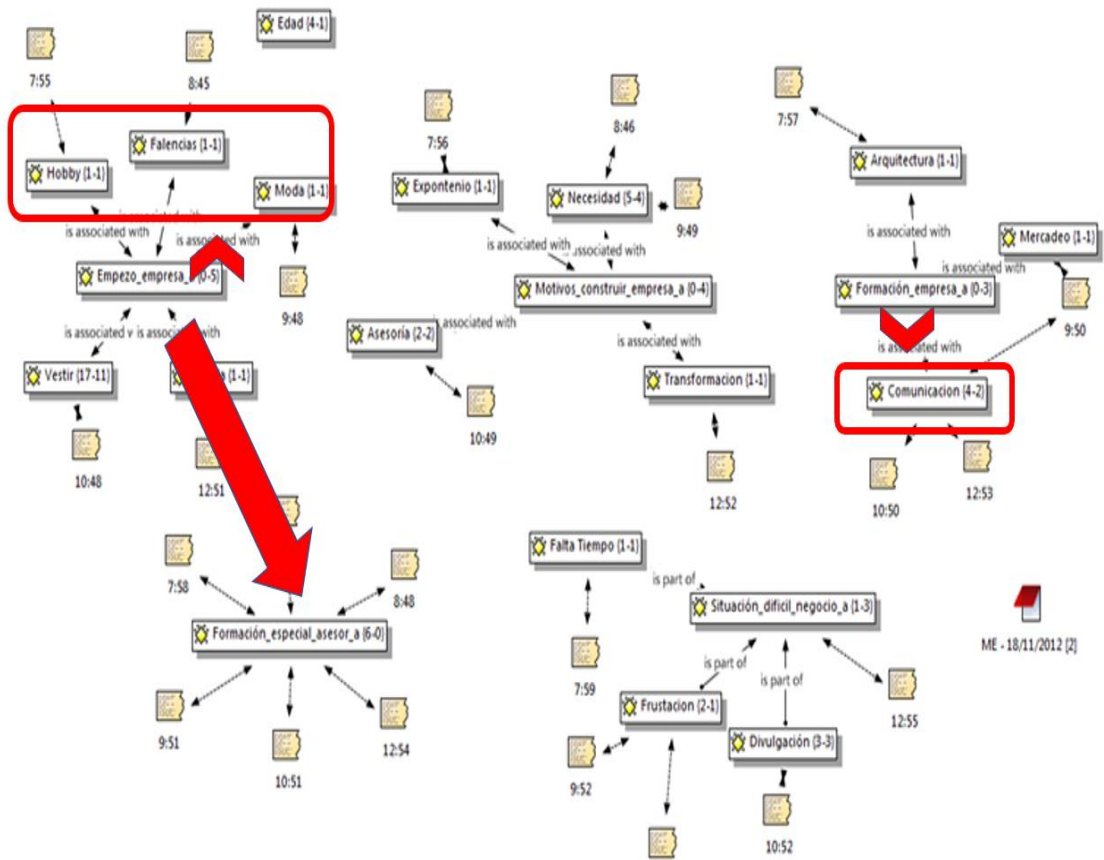 Edad {4-1}
7:55
8:45
Falencias {1-1}
Hobby {1-1}
Moda {1-1}
is associated with
is associated with
is associated with
Empezo_empresa_ {0-5}
9:48
is associated
is associated with
Vestir {17-11}
{1-1}
10:48
12:51
7:56
8:46
Expontenio {1-1}
Necesidad {5-4}
9:49
is associated with
associated with
Motivos_construir_empresa_a {0-4}
Asesoría {2-2}
associated with
is associated with
Transformacion {1-1}
10:49
12:52
7:57
Arquitectura {1-1}
is associated with
Mercadeo {1-1}
is associated with
Formación_empresa_a {0-3}
9:50
is associated with
Comunicacion {4-2}
10:50
12:53
7:58
8:48
Formación_especial_asesor_a {6-0}
9:51
10:51
12:54
Falta Tiempo {1-1}
is part of
Situación_dificil_negocio_a {1-3}
7:59
is part of
is part of
Frustacion {2-1}
12:55
9:52
Divulgación {3-3}
10:52
ME - 18/11/2012 [2]